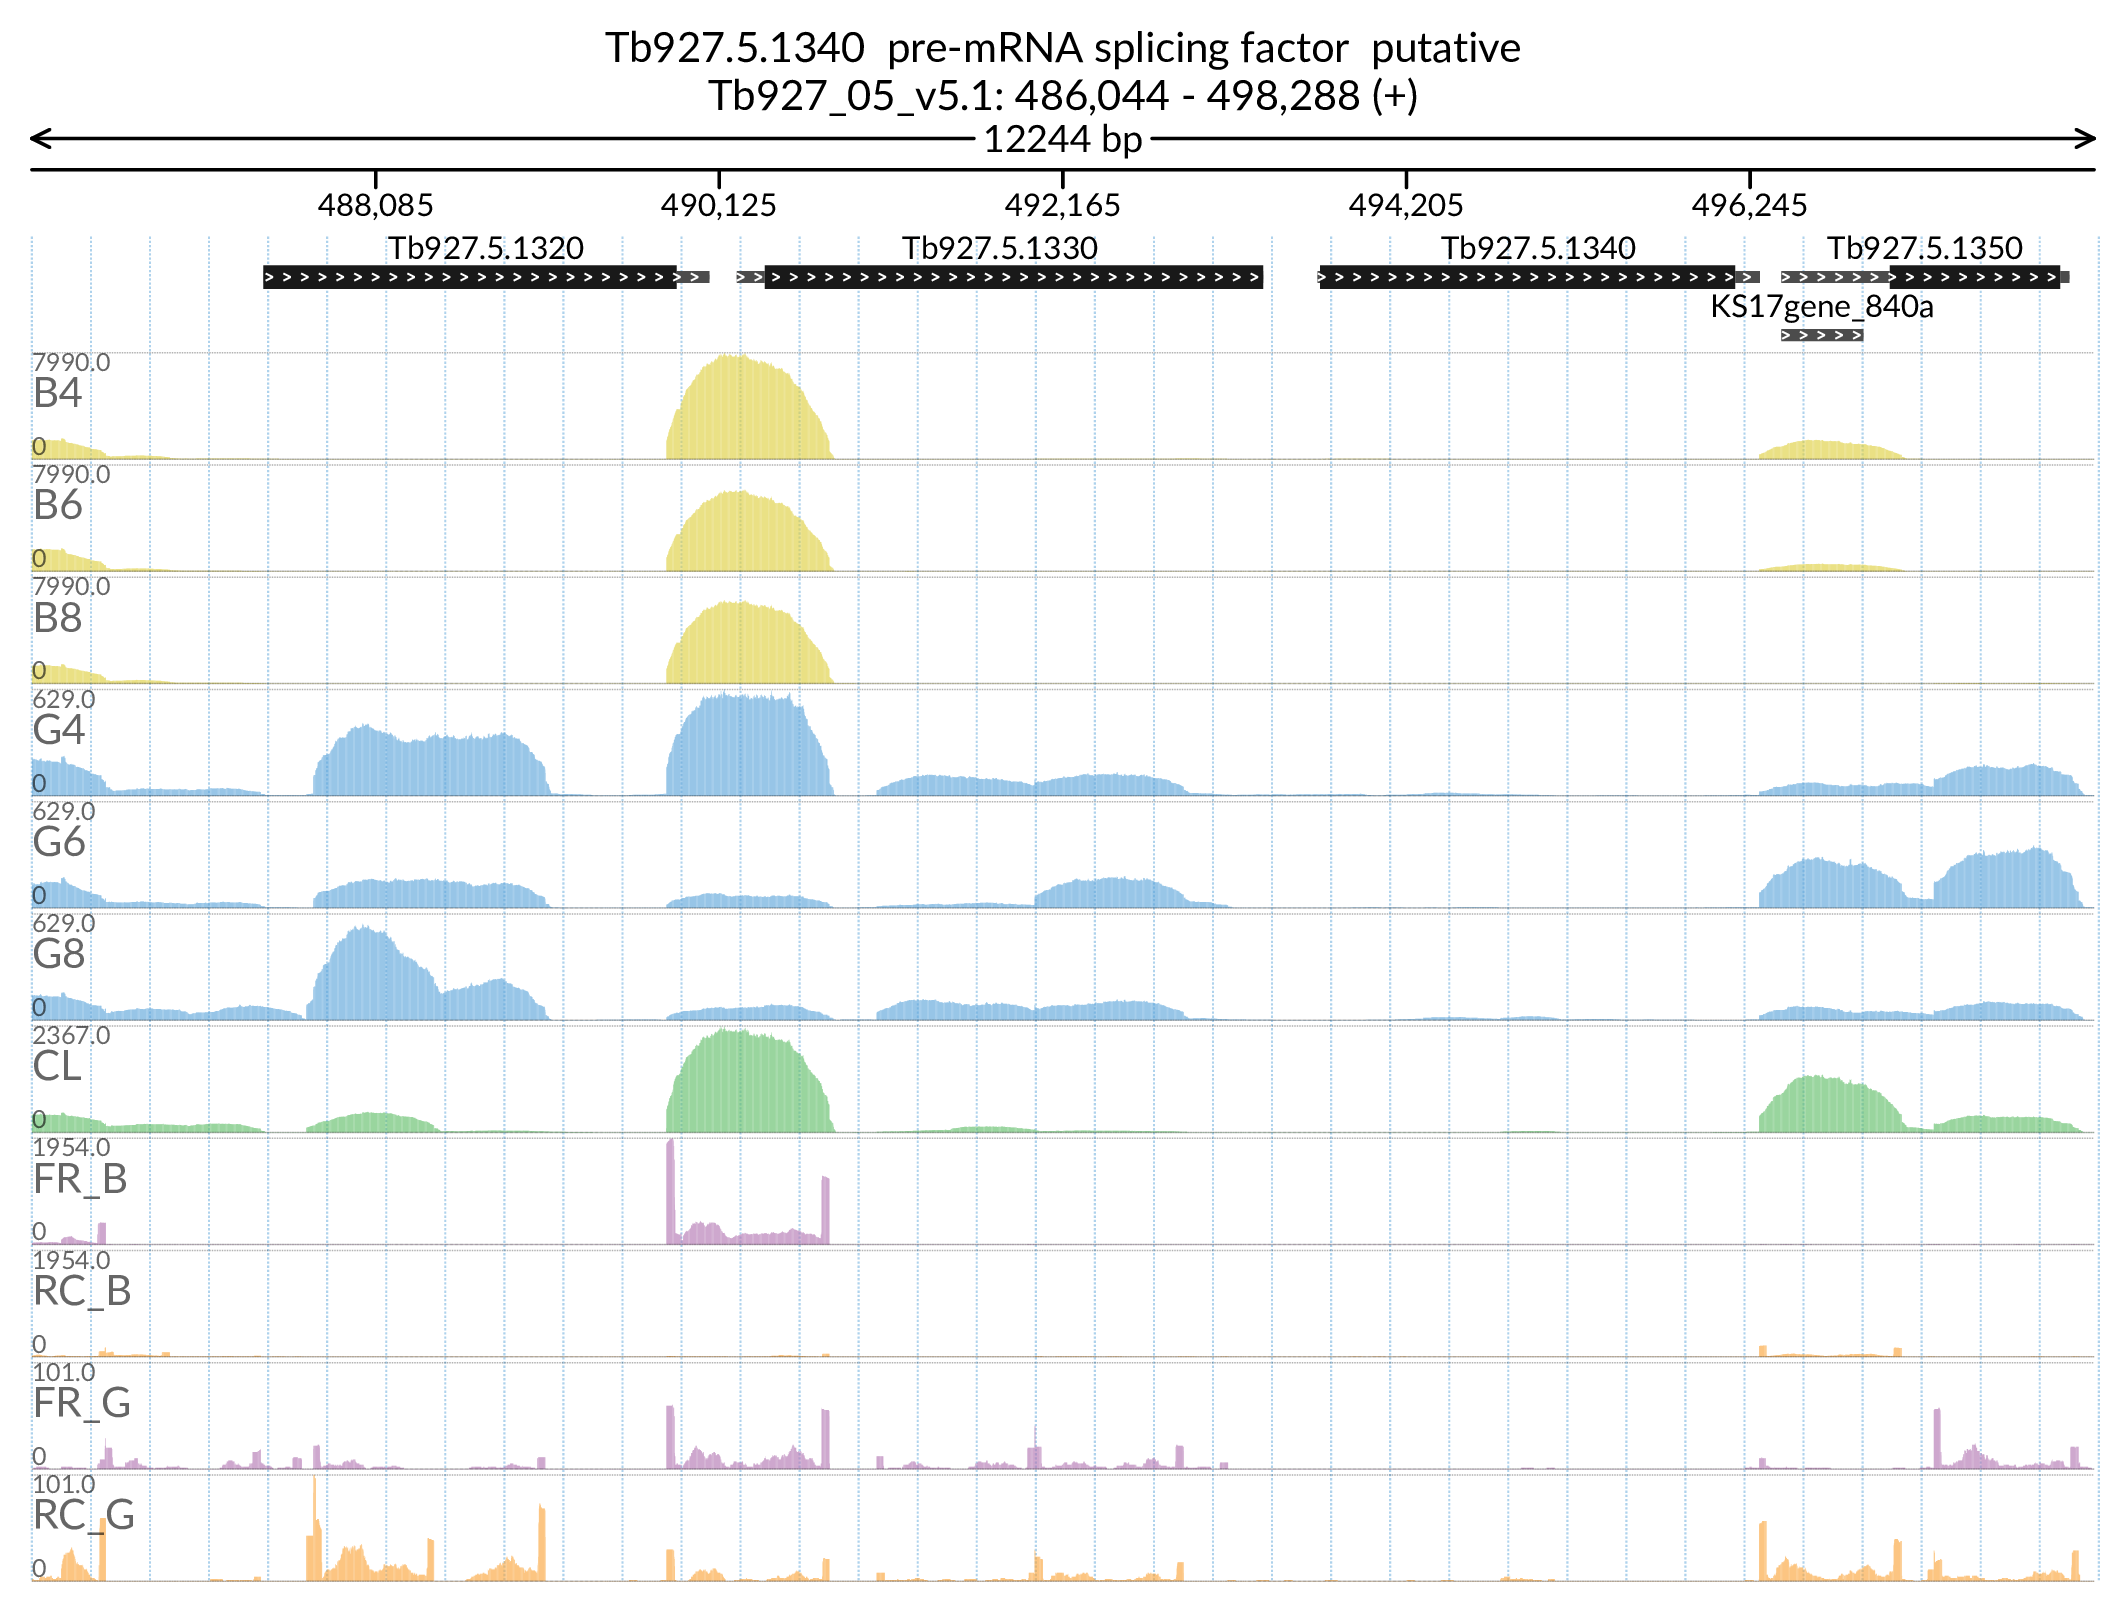 Tb927.5.1340  pre-mRNA splicing factor  putative
Tb927_05_v5.1: 486,044 - 498,288 (+)
12244 bp
488,085 490,125 492,165 494,205 496,245
Tb927.5.1320 Tb927.5.1330 Tb927.5.1340 Tb927.5.1350
KS17gene_840a
7990.0
B4
0
7990.0
B6
0
7990.0
B8
0
629.0
G4
0
629.0
G6
0
629.0
G8
0
2367.0
CL
0
1954.0
FR_B
0
1954.0
RC_B
0
101.0
FR_G
0
101.0
RC_G
0